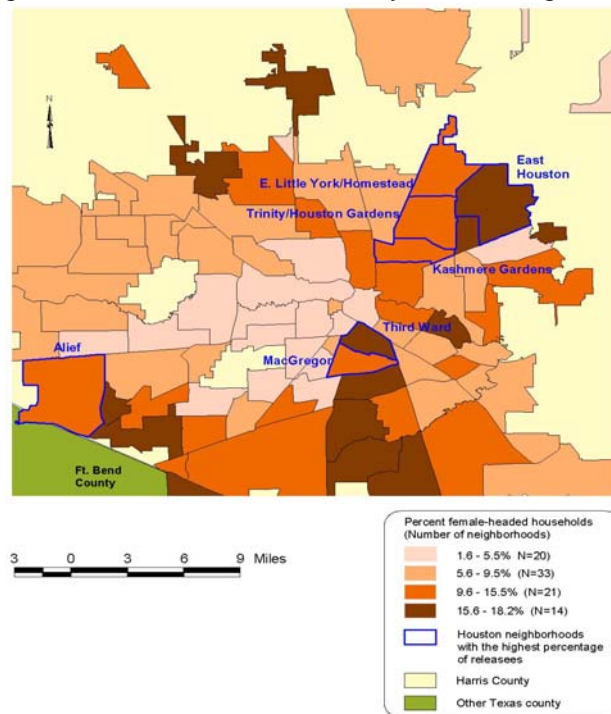 N
East
Houston
E. Little York/Homestead
Trinity/Houston Gardens
Kashmere Gardens
Third Ward
Alief
MacGregor
Ft. Bend
County
3 0 3 6 9 Miles
Percent female-headed households
(Number of neighborhoods)
1.6 - 5.5% N=20)
5.6 - 9.5% (N=33)
9.6 - 15.5% (N=21)
15.6 - 18.2% (N=14)
Houston neighborhoods
with the highest percentage
of releasees
Harris County
Other Texas county